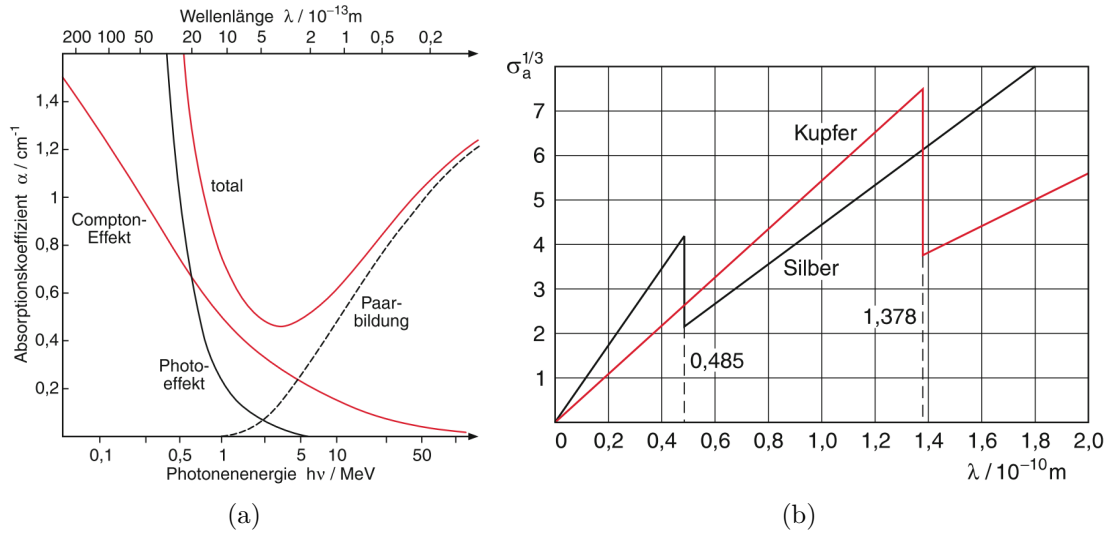 Wellenlänge λ / 10⁻¹³m
200 100 50 20 10 5 2 1 0,5 0,2
Absorptionskoeffizient α / cm⁻¹
1,4
1,2
1
0,8
0,6
0,4
0,2
total
Compton-
Effekt
Paar-
bildung
Photo-
effekt
0,1 0,5 1 5 10 50
Photonenenergie hν / MeV
(a)
σₐ^1/3
7
6
5
4
3
2
1
Kupfer
Silber
1,378
0,485
0 0,2 0,4 0,6 0,8 1,0 1,2 1,4 1,6 1,8 2,0
λ / 10⁻¹⁰m
(b)